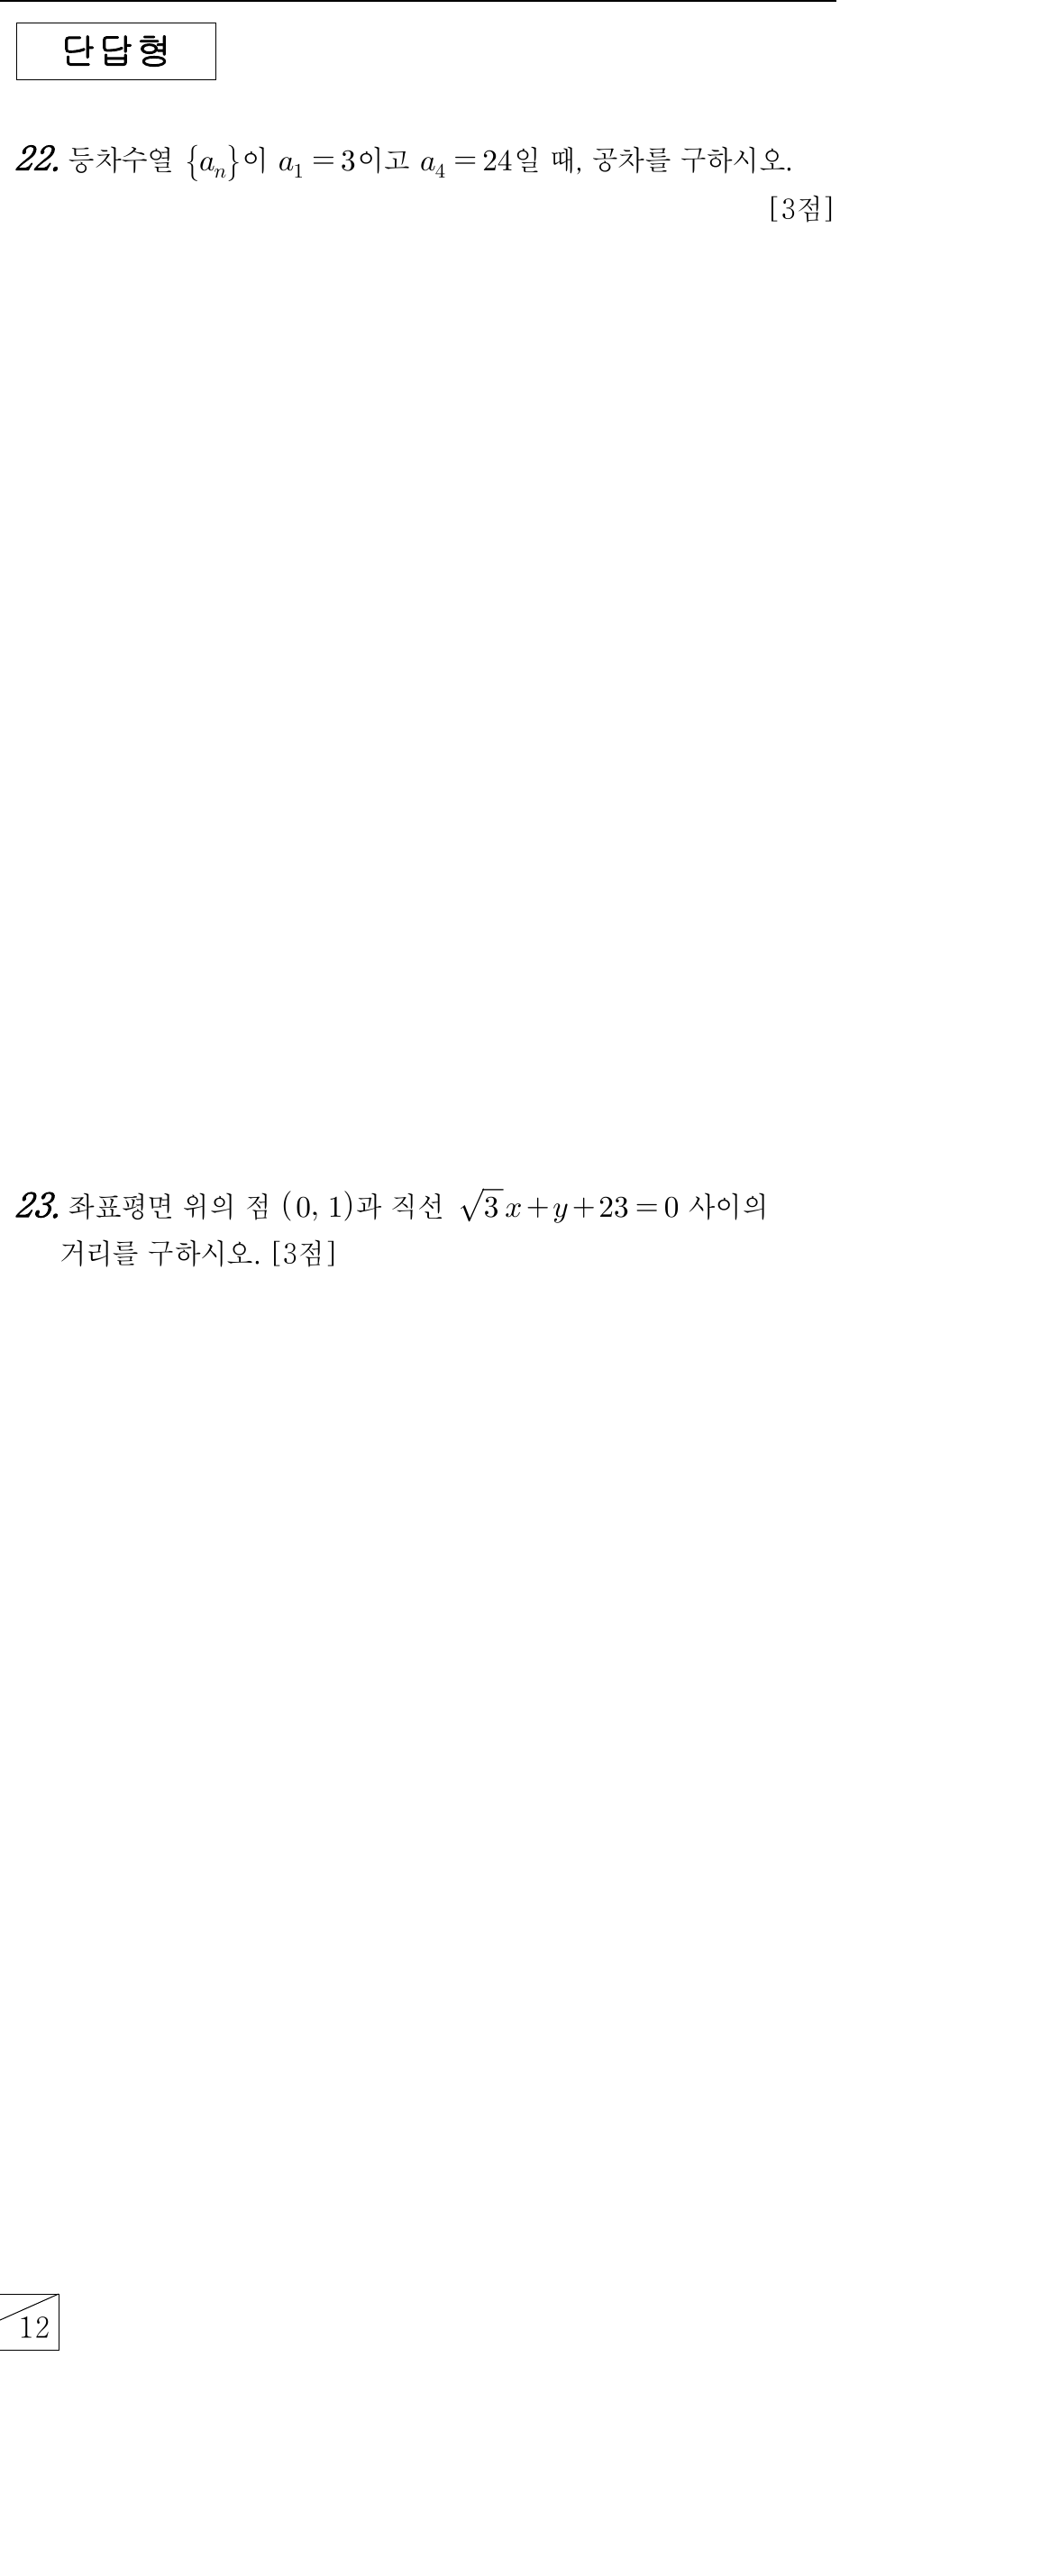 단답형
22. 등차수열 {aₙ}이 a₁ = 3이고 a₄ = 24일 때, 공차를 구하시오.
[3점]
23. 좌표평면 위의 점 (0, 1)과 직선 √3x+y+23=0 사이의
거리를 구하시오. [3점]
12